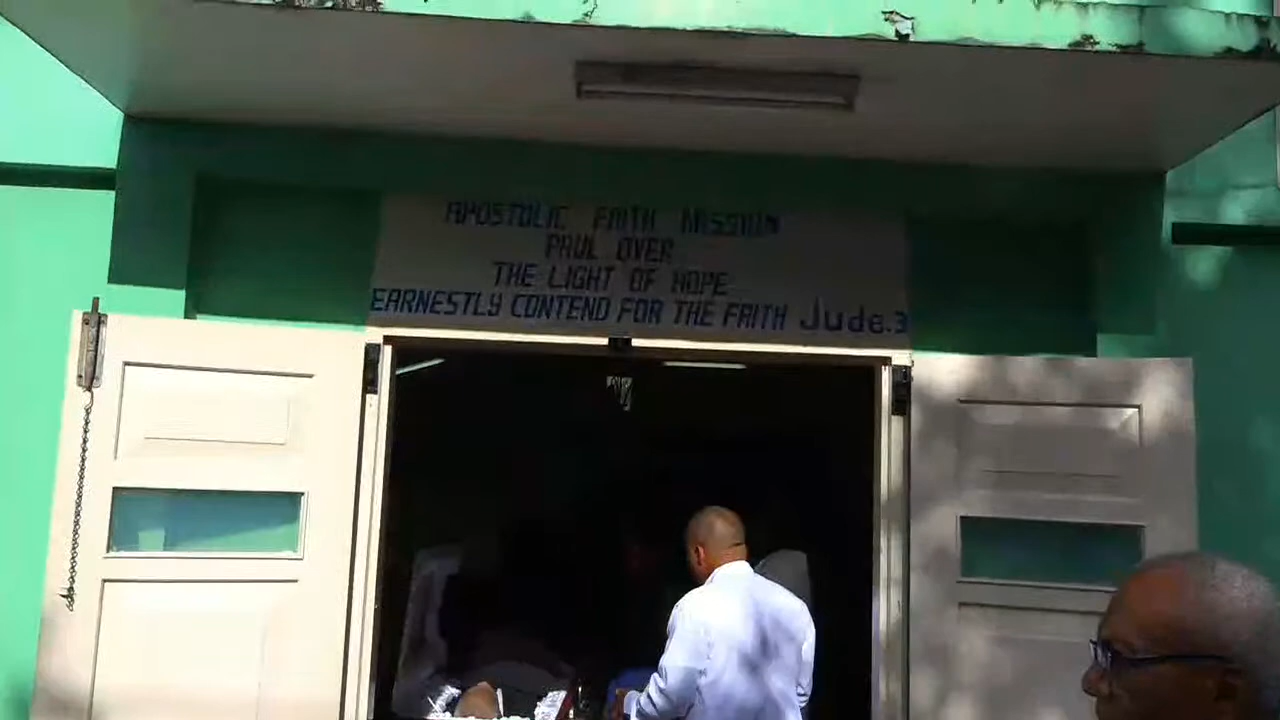 APOSTOLIC FAITH MISSION
PAUL OVER
THE LIGHT OF HOPE
EARNESTLY CONTEND FOR THE FAITH Jude.3